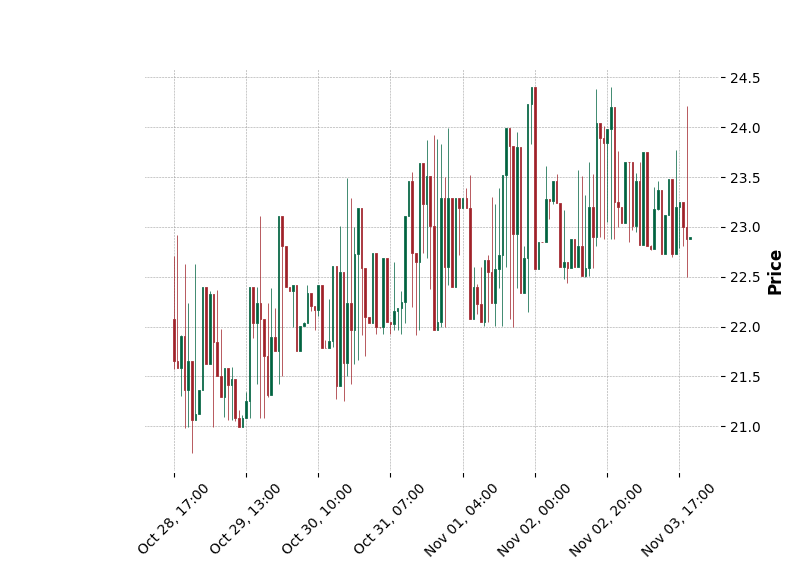 24.5
24.0
23.5
23.0
22.5
22.0
21.5
21.0
Price
Oct 28, 17:00
Oct 29, 13:00
Oct 30, 10:00
Oct 31, 07:00
Nov 01, 04:00
Nov 02, 00:00
Nov 02, 20:00
Nov 03, 17:00